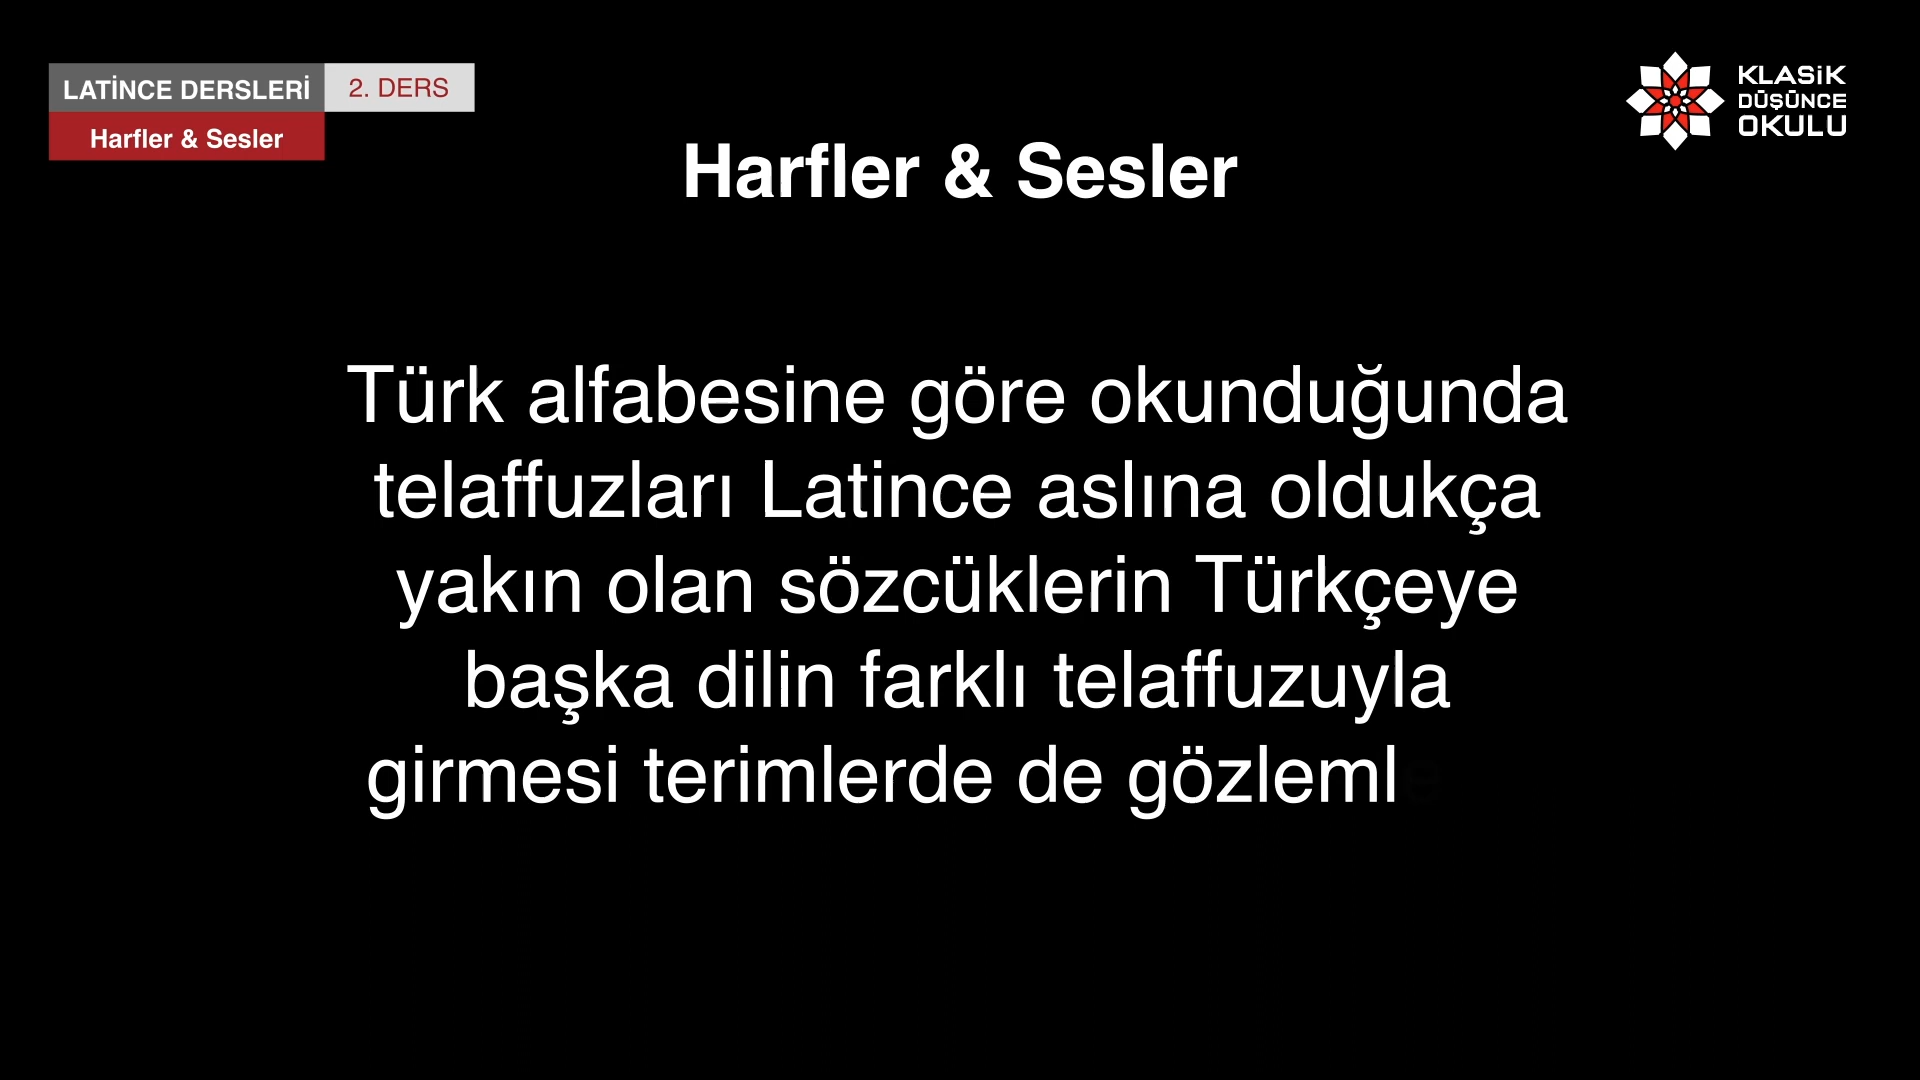 LATİNCE DERSLERİ
2. DERS
Harfler & Sesler
KLASiK
DÜŞÜNCE
OKULU
Harfler & Sesler
Türk alfabesine göre okunduğunda
telaffuzları Latince aslına oldukça
yakın olan sözcüklerin Türkçeye
başka dilin farklı telaffuzuyla
girmesi terimlerde de gözleml